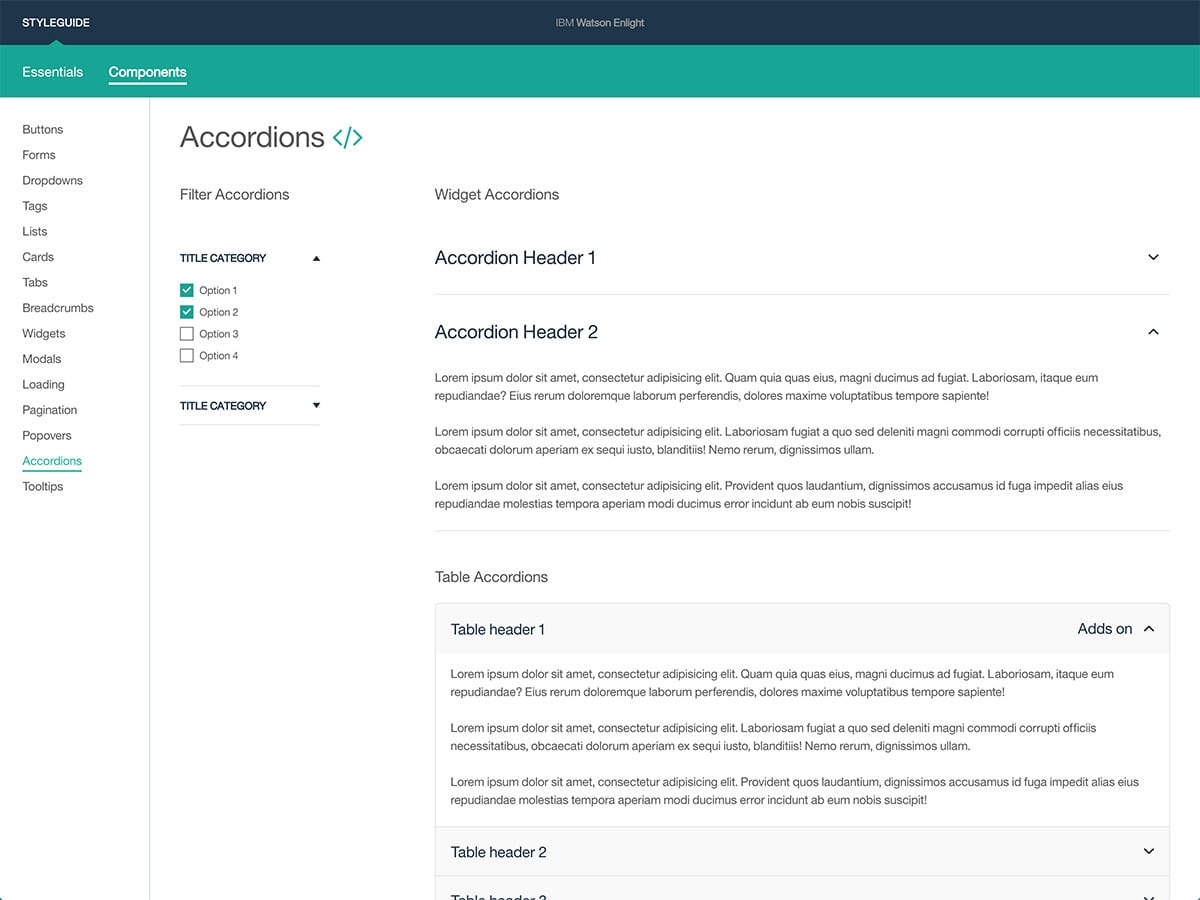 STYLEGUIDE
IBM Watson Enlight
Essentials
Components
Buttons
Forms
Dropdowns
Tags
Lists
Cards
Tabs
Breadcrumbs
Widgets
Modals
Loading
Pagination
Popovers
Accordions
Tooltips
Accordions </>
Filter Accordions
TITLE CATEGORY
Option 1
Option 2
Option 3
Option 4
TITLE CATEGORY
Widget Accordions
Accordion Header 1
Accordion Header 2
Lorem ipsum dolor sit amet, consectetur adipisicing elit. Quam quia quas eius, magni ducimus ad fugiat. Laboriosam, itaque eum
repudiandae? Eius rerum doloremque laborum perferendis, dolores maxime voluptatibus tempore sapiente!
Lorem ipsum dolor sit amet, consectetur adipisicing elit. Laboriosam fugiat a quo sed deleniti magni commodi corrupti officiis necessitatibus,
obcaecati dolorum aperiam ex sequi iusto, blanditiis! Nemo rerum, dignissimos ullam.
Lorem ipsum dolor sit amet, consectetur adipisicing elit. Provident quos laudantium, dignissimos accusamus id fuga impedit alias eius
repudiandae molestias tempora aperiam modi ducimus error incidunt ab eum nobis suscipit!
Table Accordions
Table header 1
Adds on
Lorem ipsum dolor sit amet, consectetur adipisicing elit. Quam quia quas eius, magni ducimus ad fugiat. Laboriosam, itaque eum
repudiandae? Eius rerum doloremque laborum perferendis, dolores maxime voluptatibus tempore sapiente!
Lorem ipsum dolor sit amet, consectetur adipisicing elit. Laboriosam fugiat a quo sed deleniti magni commodi corrupti officiis
necessitatibus, obcaecati dolorum aperiam ex sequi iusto, blanditiis! Nemo rerum, dignissimos ullam.
Lorem ipsum dolor sit amet, consectetur adipisicing elit. Provident quos laudantium, dignissimos accusamus id fuga impedit alias eius
repudiandae molestias tempora aperiam modi ducimus error incidunt ab eum nobis suscipit!
Table header 2
Table header 3